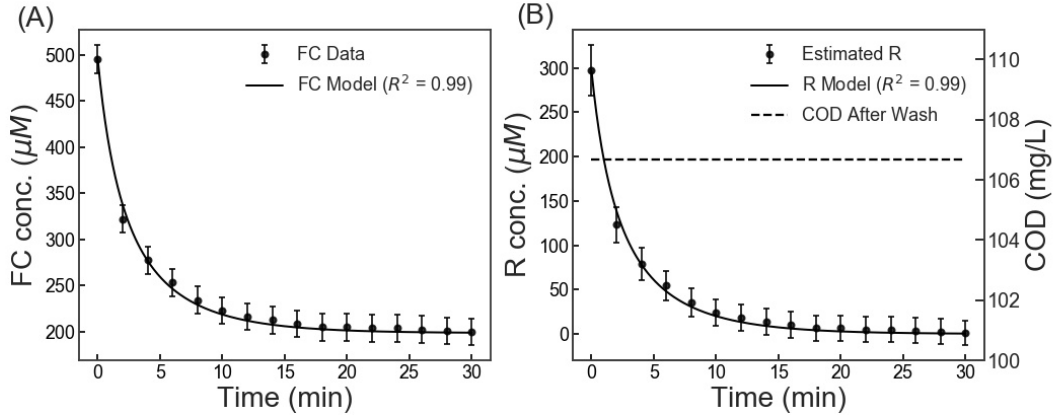 (A)
FC Data
FC Model (R² = 0.99)
500
450
400
350
300
250
200
FC conc. (μM)
0
5
10
15
20
25
30
Time (min)
(B)
Estimated R
R Model (R² = 0.99)
COD After Wash
300
250
200
150
100
50
0
R conc. (μM)
110
108
106
104
102
100
COD (mg/L)
0
5
10
15
20
25
30
Time (min)